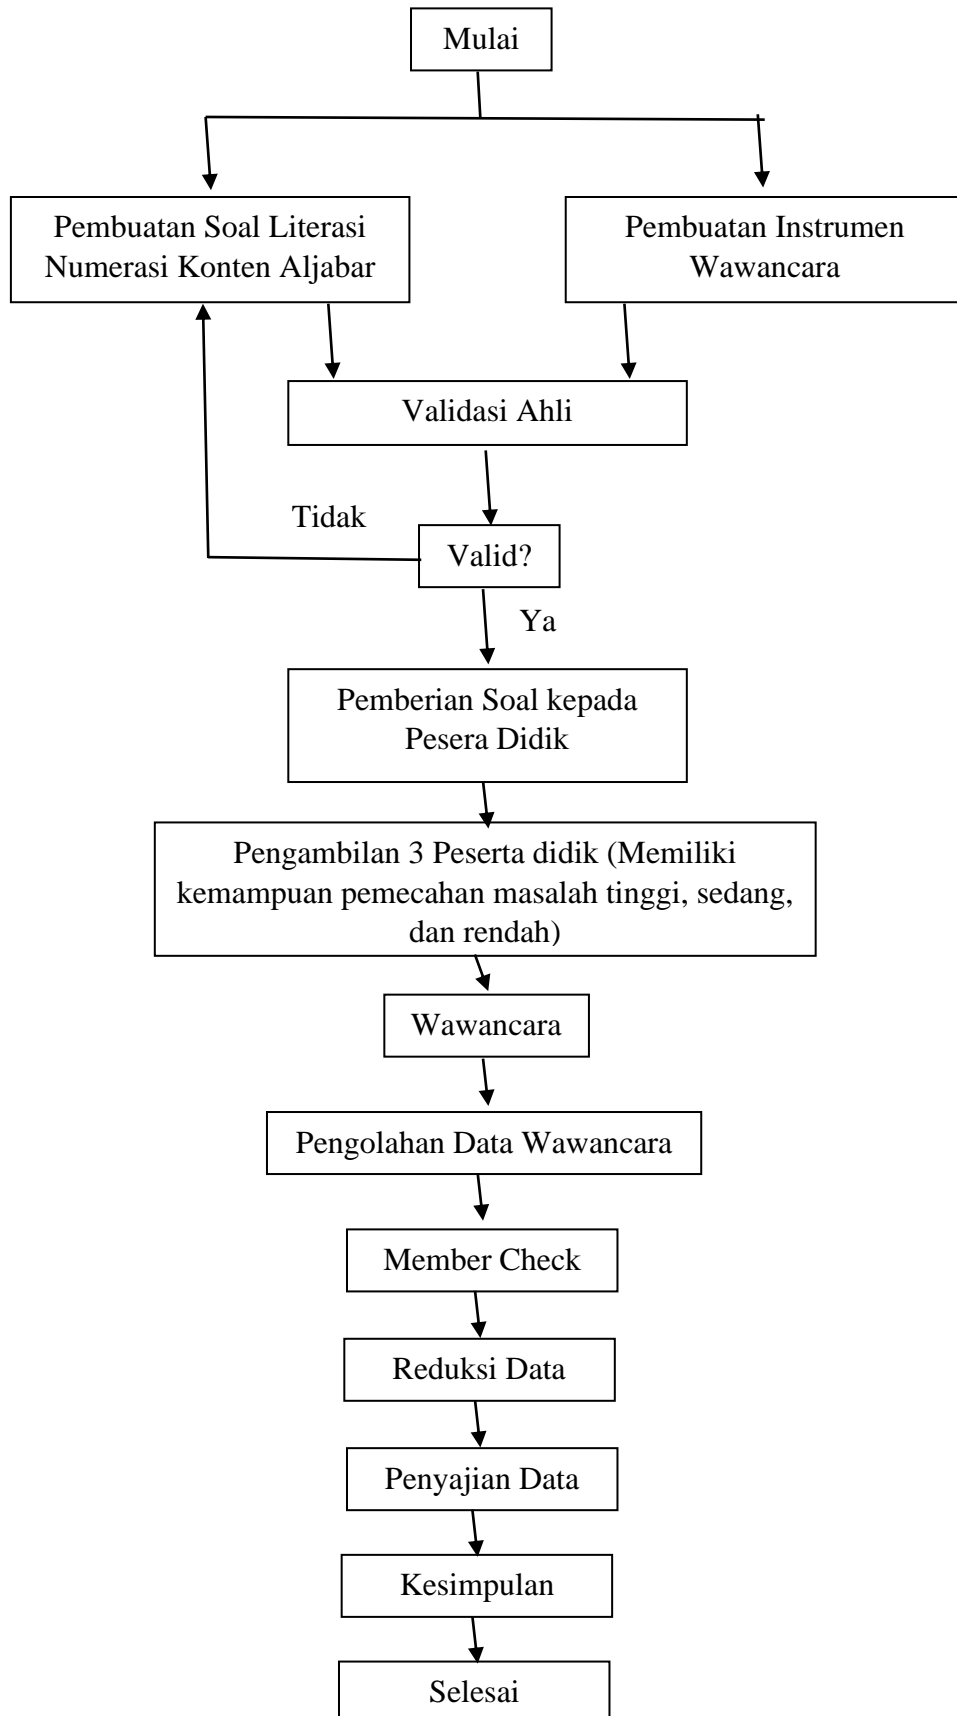 Mulai
Pembuatan Soal Literasi
Numerasi Konten Aljabar
Pembuatan Instrumen
Wawancara
Validasi Ahli
Tidak
Valid?
Ya
Pemberian Soal kepada
Pesera Didik
Pengambilan 3 Peserta didik (Memiliki
kemampuan pemecahan masalah tinggi, sedang,
dan rendah)
Wawancara
Pengolahan Data Wawancara
Member Check
Reduksi Data
Penyajian Data
Kesimpulan
Selesai